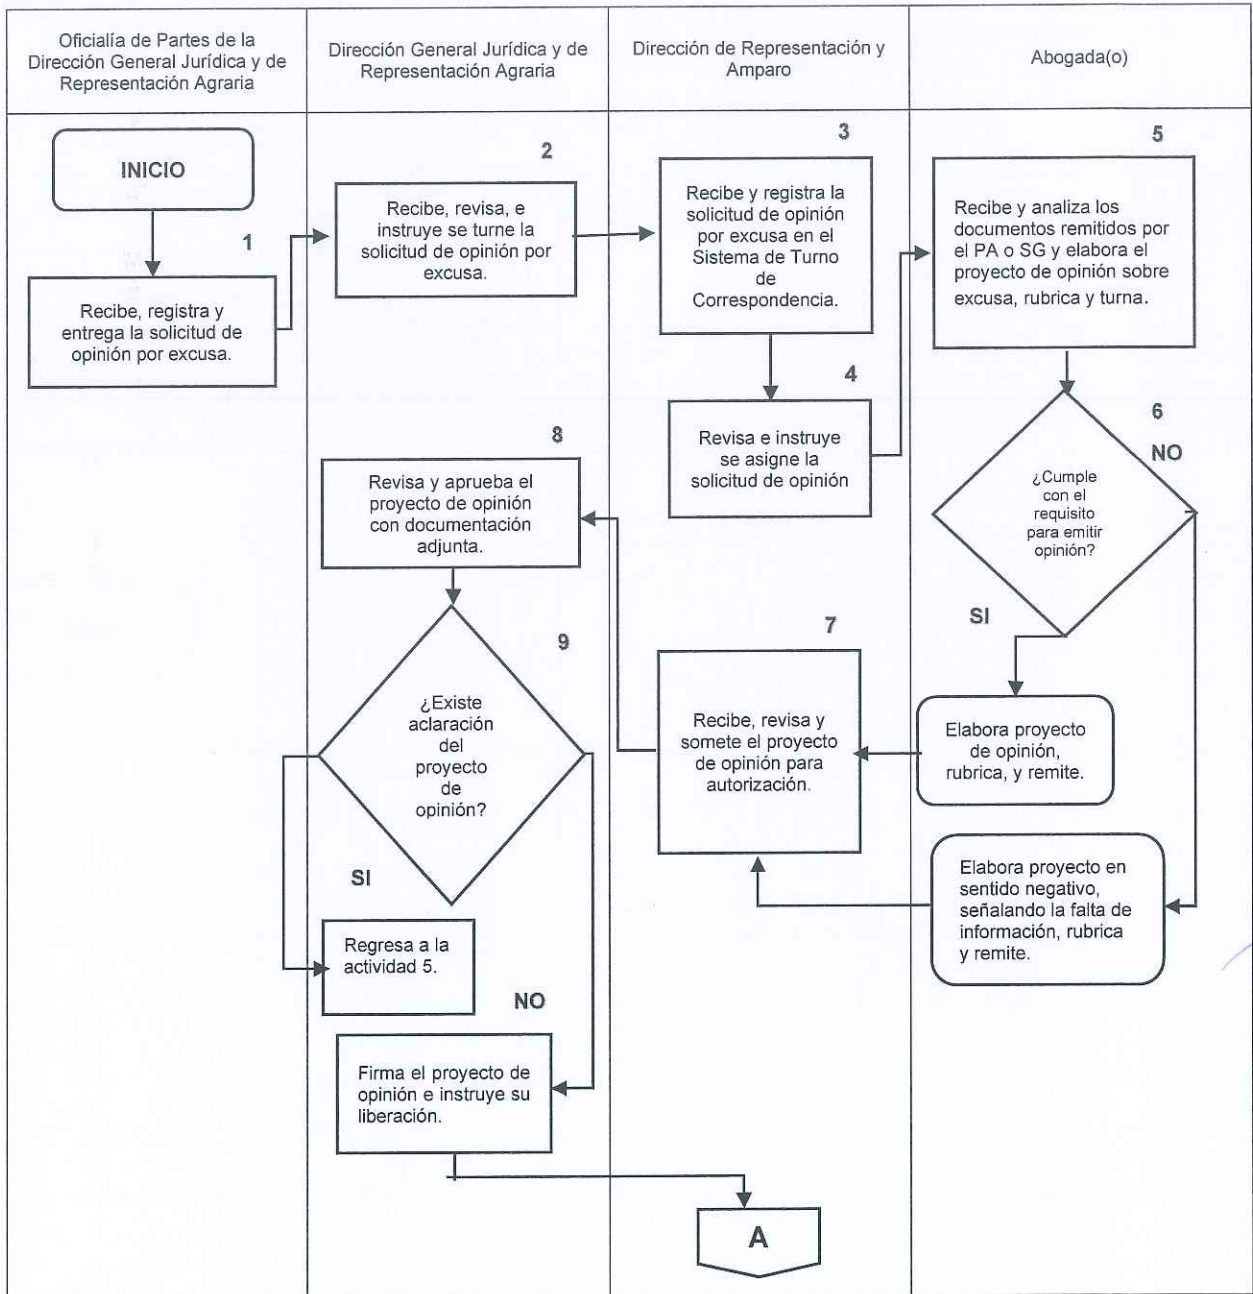 Oficialía de Partes de la
Dirección General Jurídica y de
Representación Agraria
Dirección General Jurídica y de
Representación Agraria
Dirección de Representación y
Amparo
Abogada(o)
INICIO
1
Recibe, registra y
entrega la solicitud de
opinión por excusa.
2
Recibe, revisa, e
instruye se turne la
solicitud de opinión por
excusa.
3
Recibe y registra la
solicitud de opinión
por excusa en el
Sistema de Turno
de
Correspondencia.
4
Revisa e instruye
se asigne la
solicitud de opinión
5
Recibe y analiza los
documentos remitidos por
el PA o SG y elabora el
proyecto de opinión sobre
excusa, rubrica y turna.
6
NO
¿Cumple
con el
requisito
para emitir
opinión?
SI
Elabora proyecto
de opinión,
rubrica, y remite.
Elabora proyecto en
sentido negativo,
señalando la falta de
información, rubrica
y remite.
7
Recibe, revisa y
somete el proyecto
de opinión para
autorización.
8
Revisa y aprueba el
proyecto de opinión
con documentación
adjunta.
9
¿Existe
aclaración
del
proyecto
de
opinión?
SI
Regresa a la
actividad 5.
NO
Firma el proyecto de
opinión e instruye su
liberación.
A